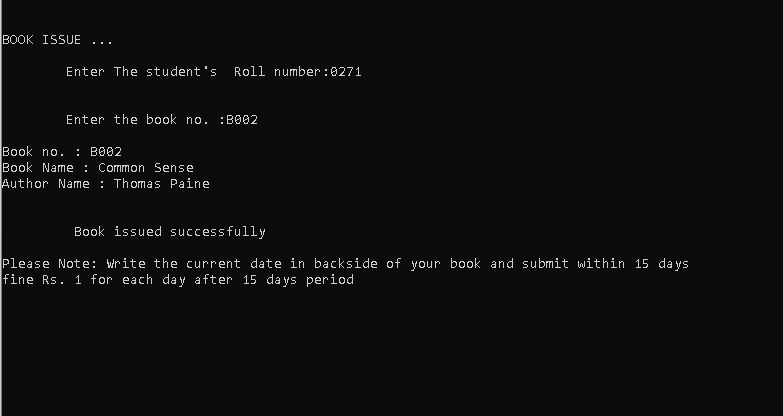 BOOK ISSUE ...
Enter The student's  Roll number:0271
Enter the book no. :B002
Book no. : B002
Book Name : Common Sense
Author Name : Thomas Paine
Book issued successfully
Please Note: Write the current date in backside of your book and submit within 15 days
fine Rs. 1 for each day after 15 days period